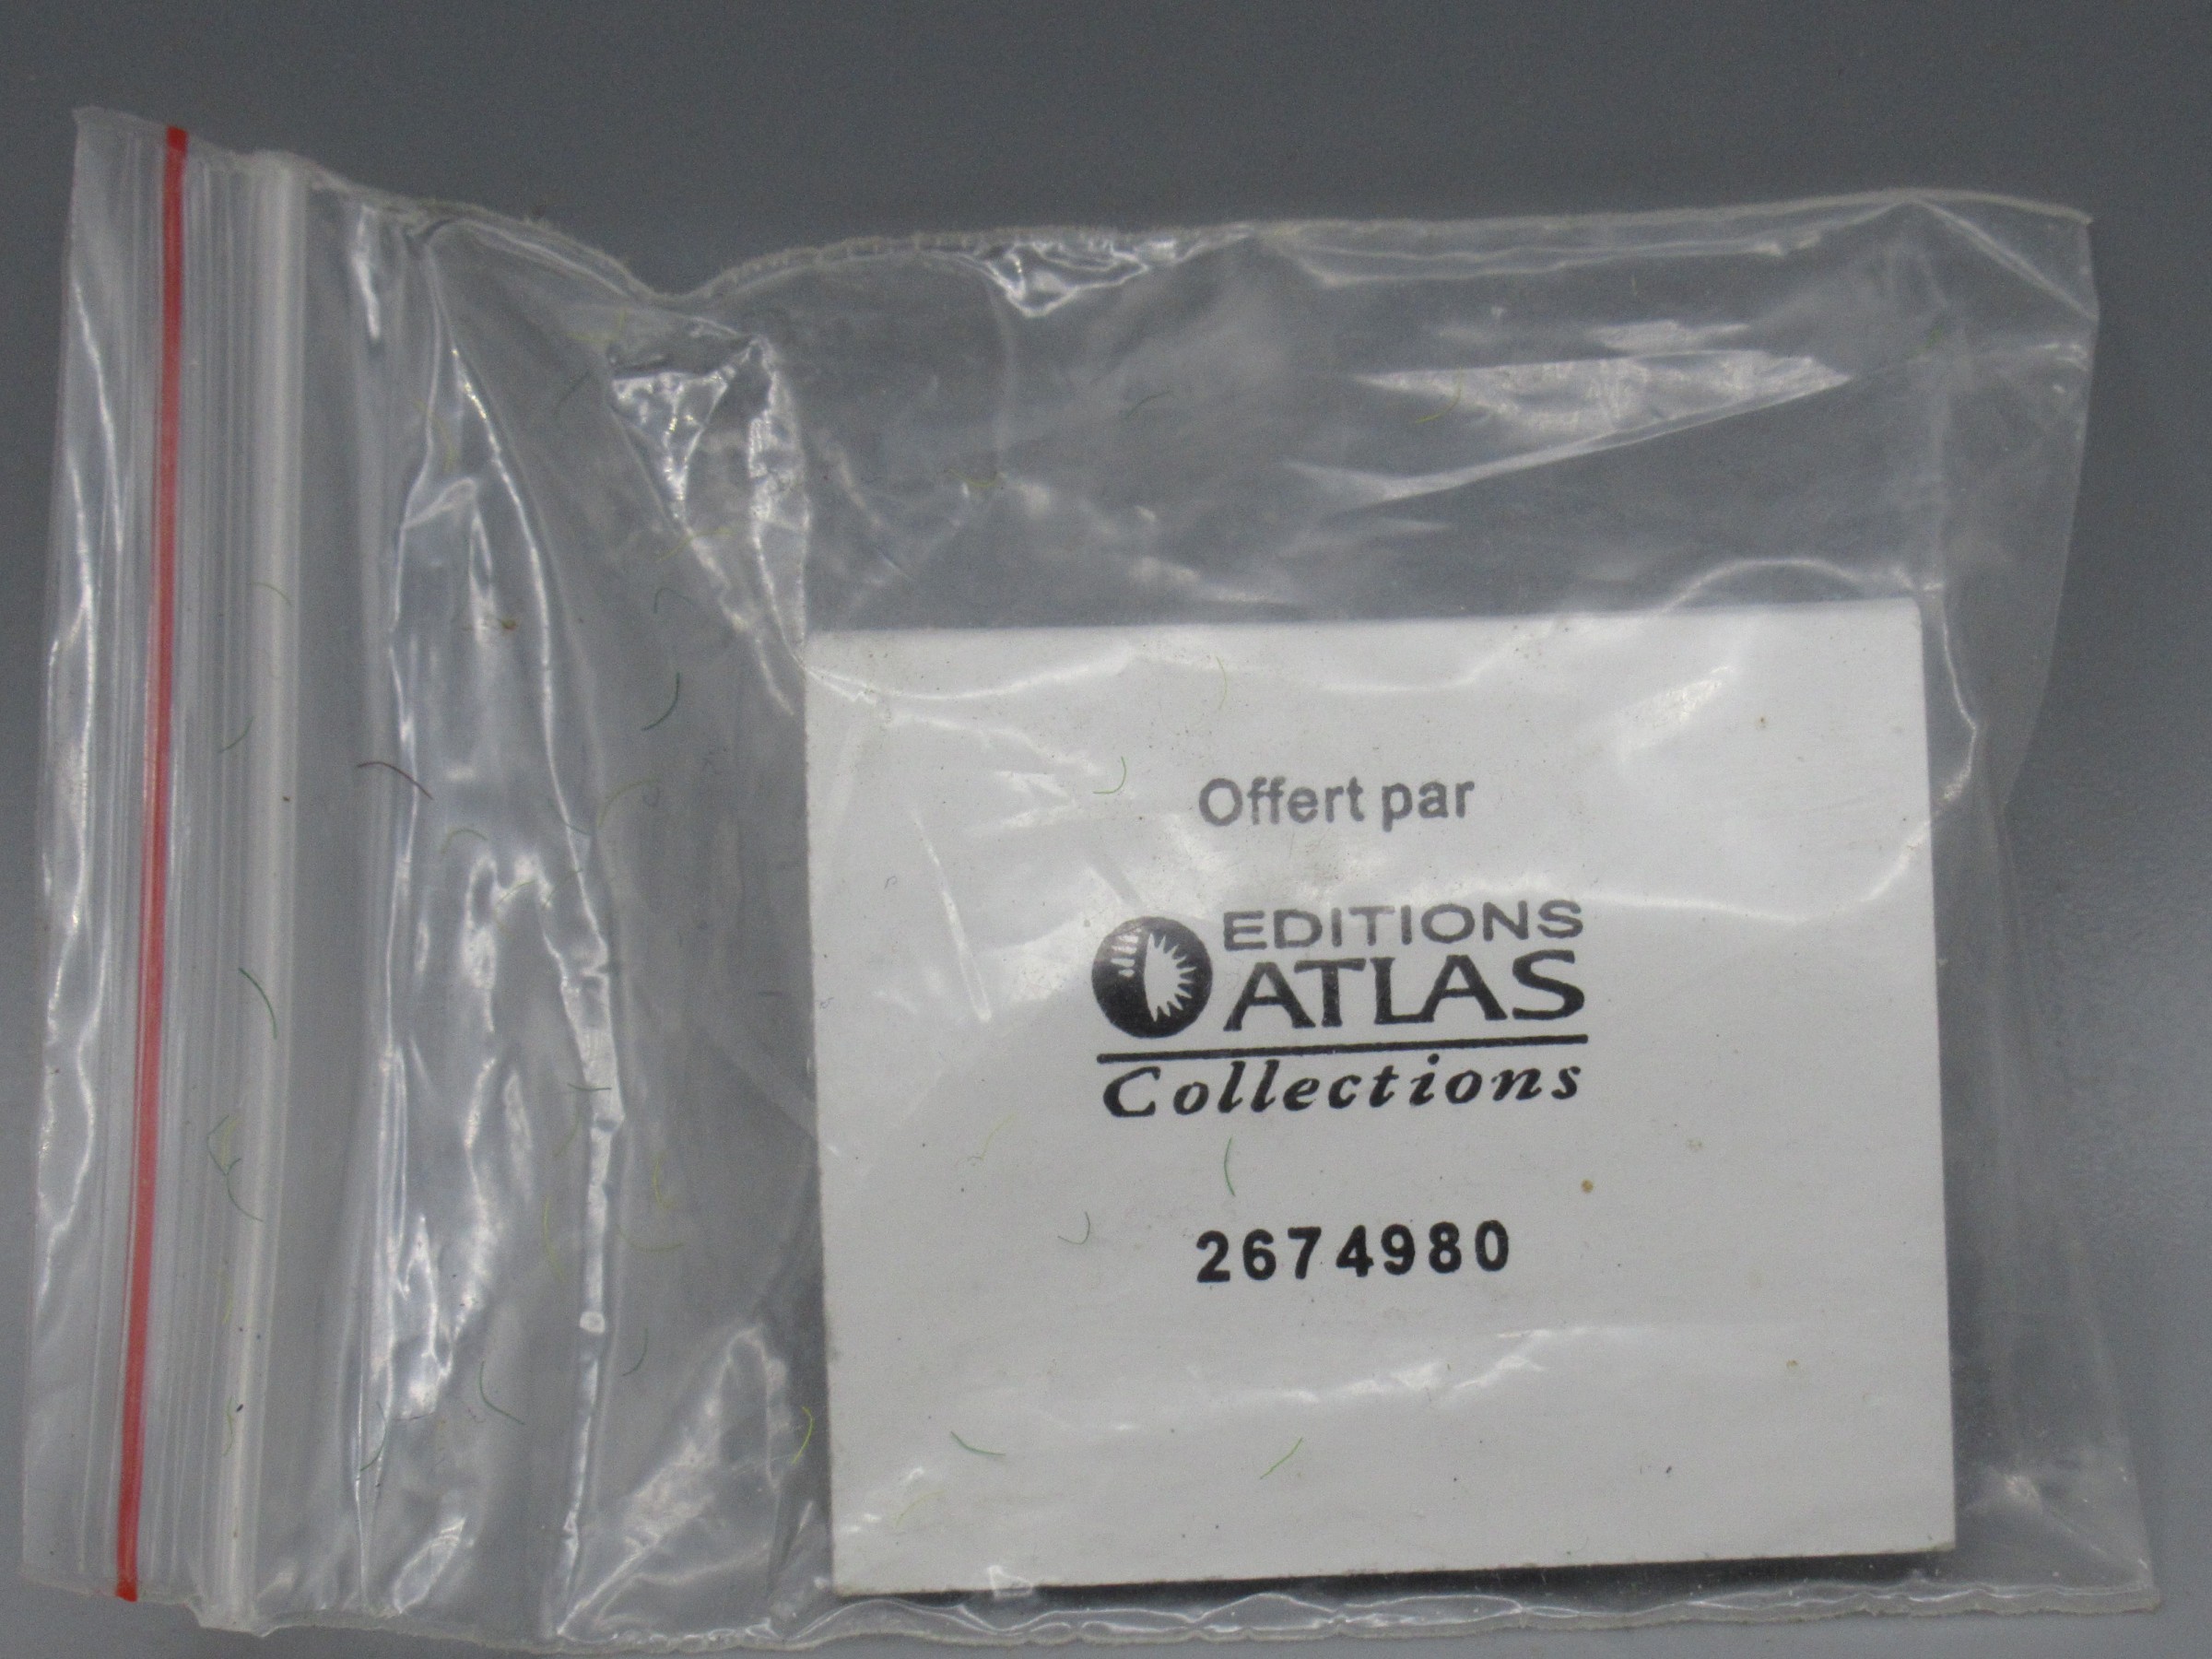 Offert par
EDITIONS
ATLAS
Collections
2674980